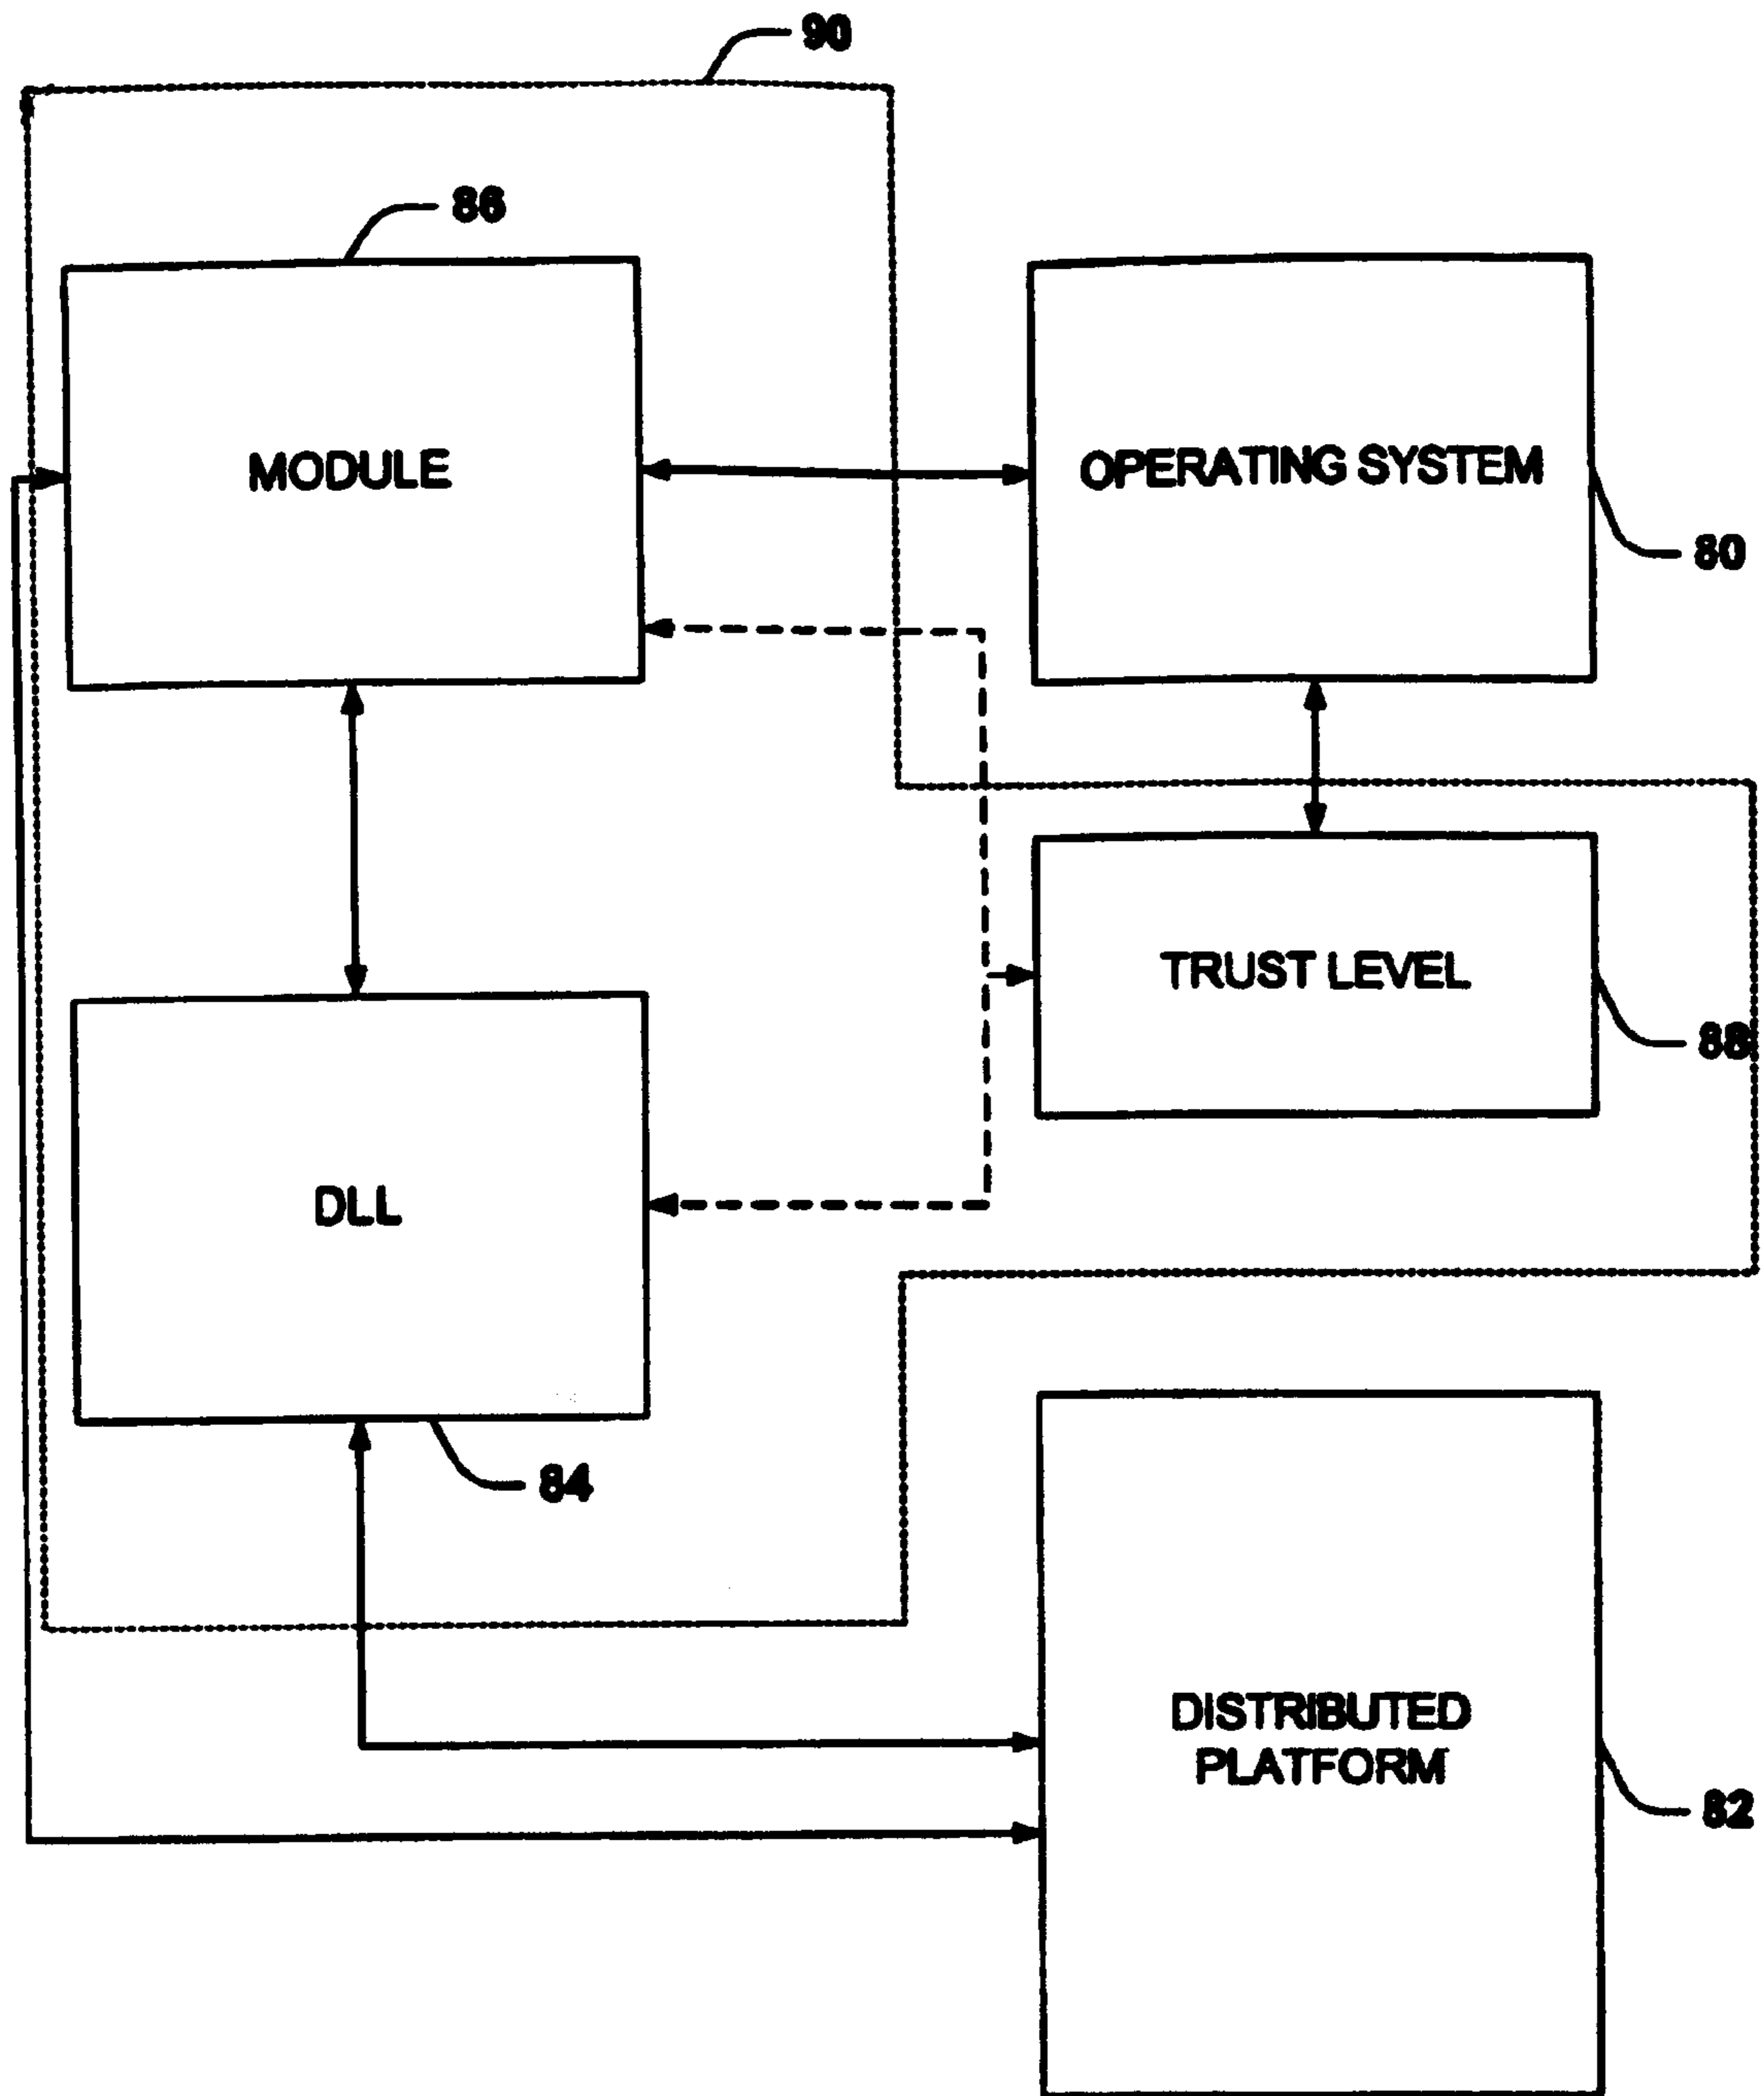 90
86
MODULE
OPERATING SYSTEM
80
TRUST LEVEL
88
DLL
84
DISTRIBUTED
PLATFORM
82